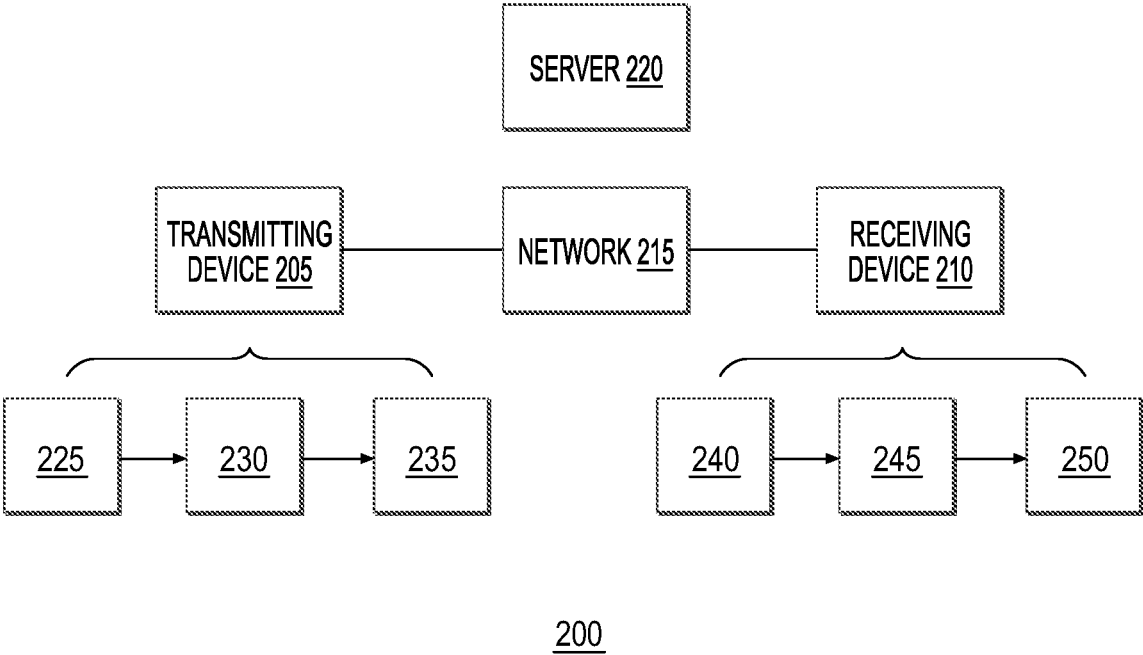 SERVER 220
TRANSMITTING
DEVICE 205
NETWORK 215
RECEIVING
DEVICE 210
225
230
235
240
245
250
200